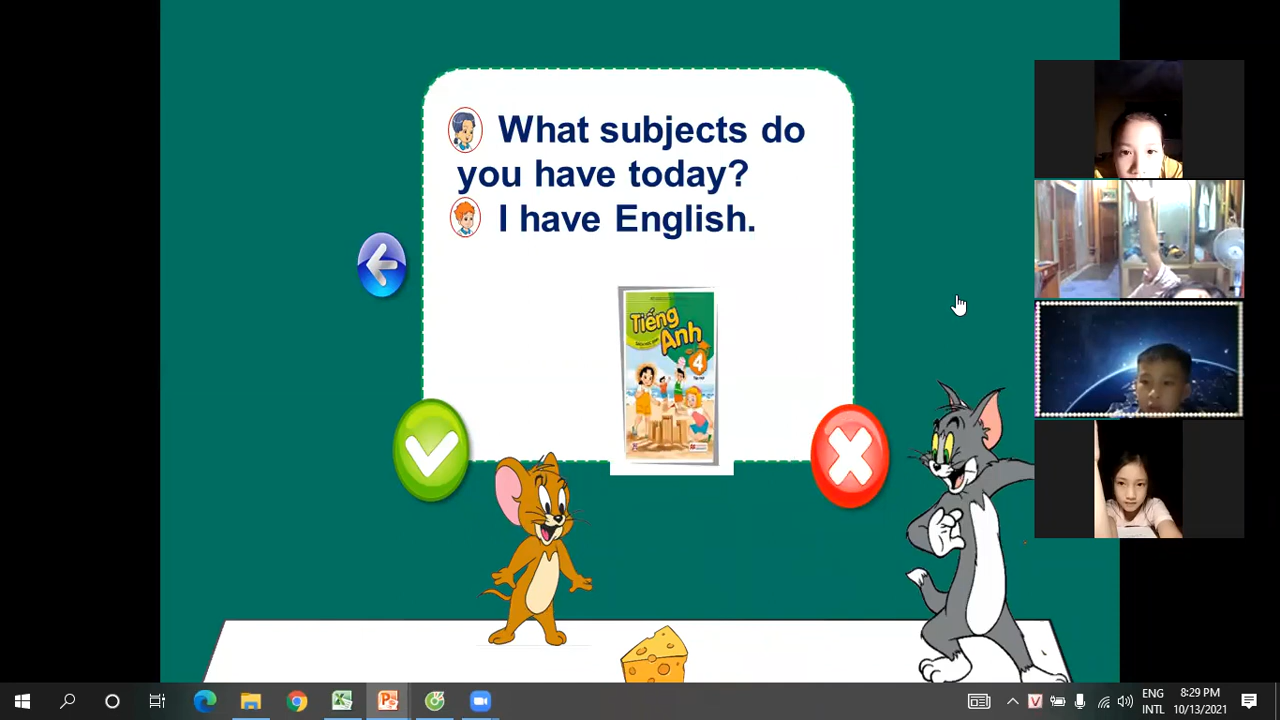 What subjects do
you have today?
I have English.
Tiếng
Anh
4
ENG
INTL
8:29 PM
10/13/2021